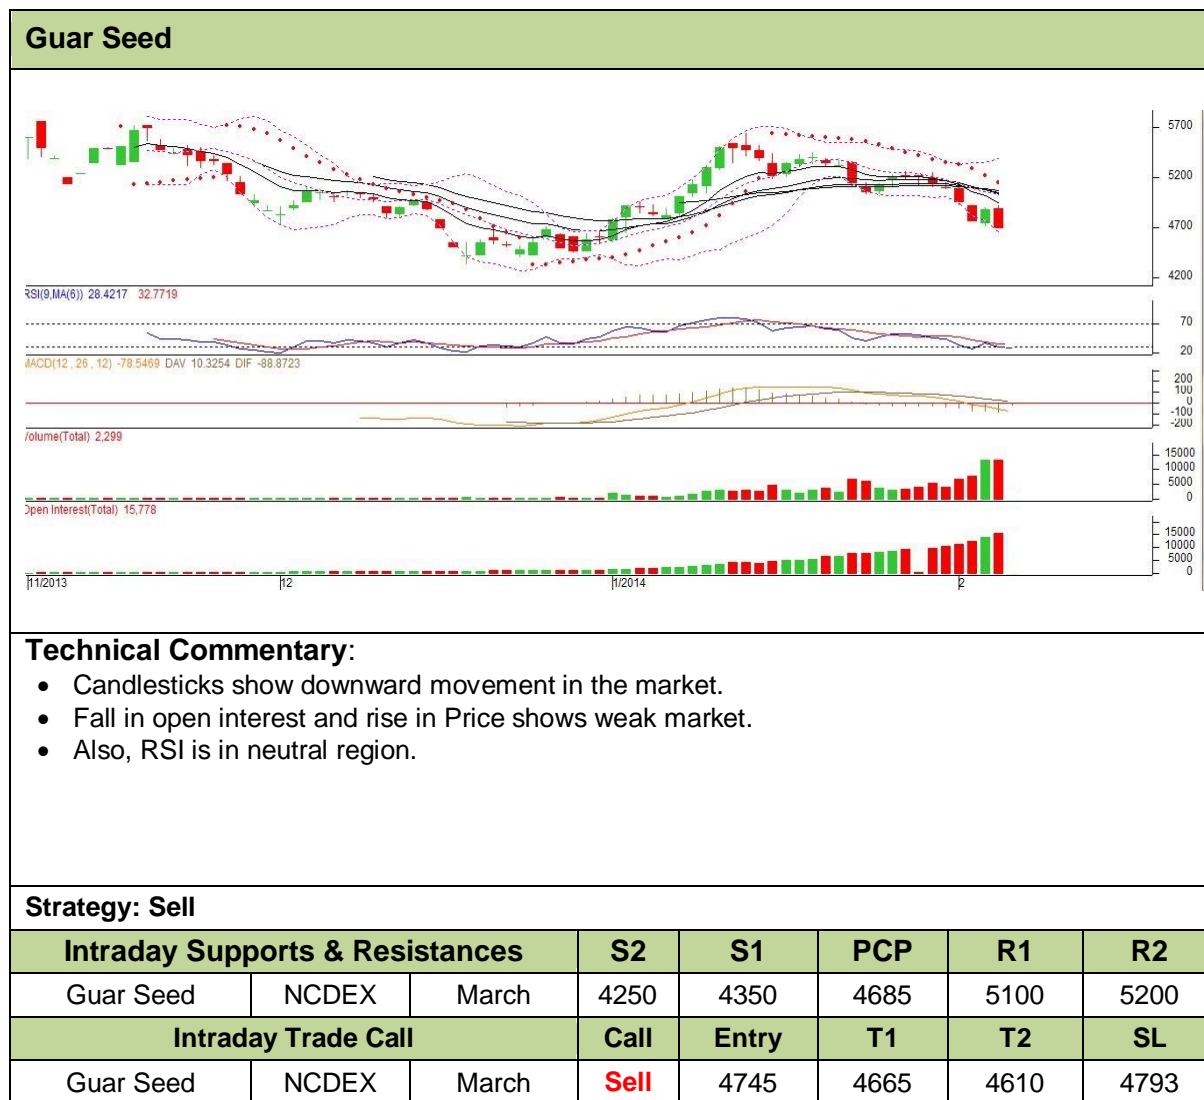 Guar Seed
5700
5200
4700
4200
RSI(9,MA(6)) 28.4217 32.7719
70
20
MACD(12 , 26 , 12) -78.5469 DAV 10.3254 DIF -88.8723
200
100
0
-100
-200
Volume(Total) 2,299
15000
10000
5000
0
Open Interest(Total) 15,778
15000
10000
5000
0
11/2013 12 1/2014 2
Technical Commentary:
• Candlesticks show downward movement in the market.
• Fall in open interest and rise in Price shows weak market.
• Also, RSI is in neutral region.
Strategy: Sell
Intraday Supports & Resistances S2 S1 PCP R1 R2
Guar Seed NCDEX March 4250 4350 4685 5100 5200
Intraday Trade Call Call Entry T1 T2 SL
Guar Seed NCDEX March Sell 4745 4665 4610 4793